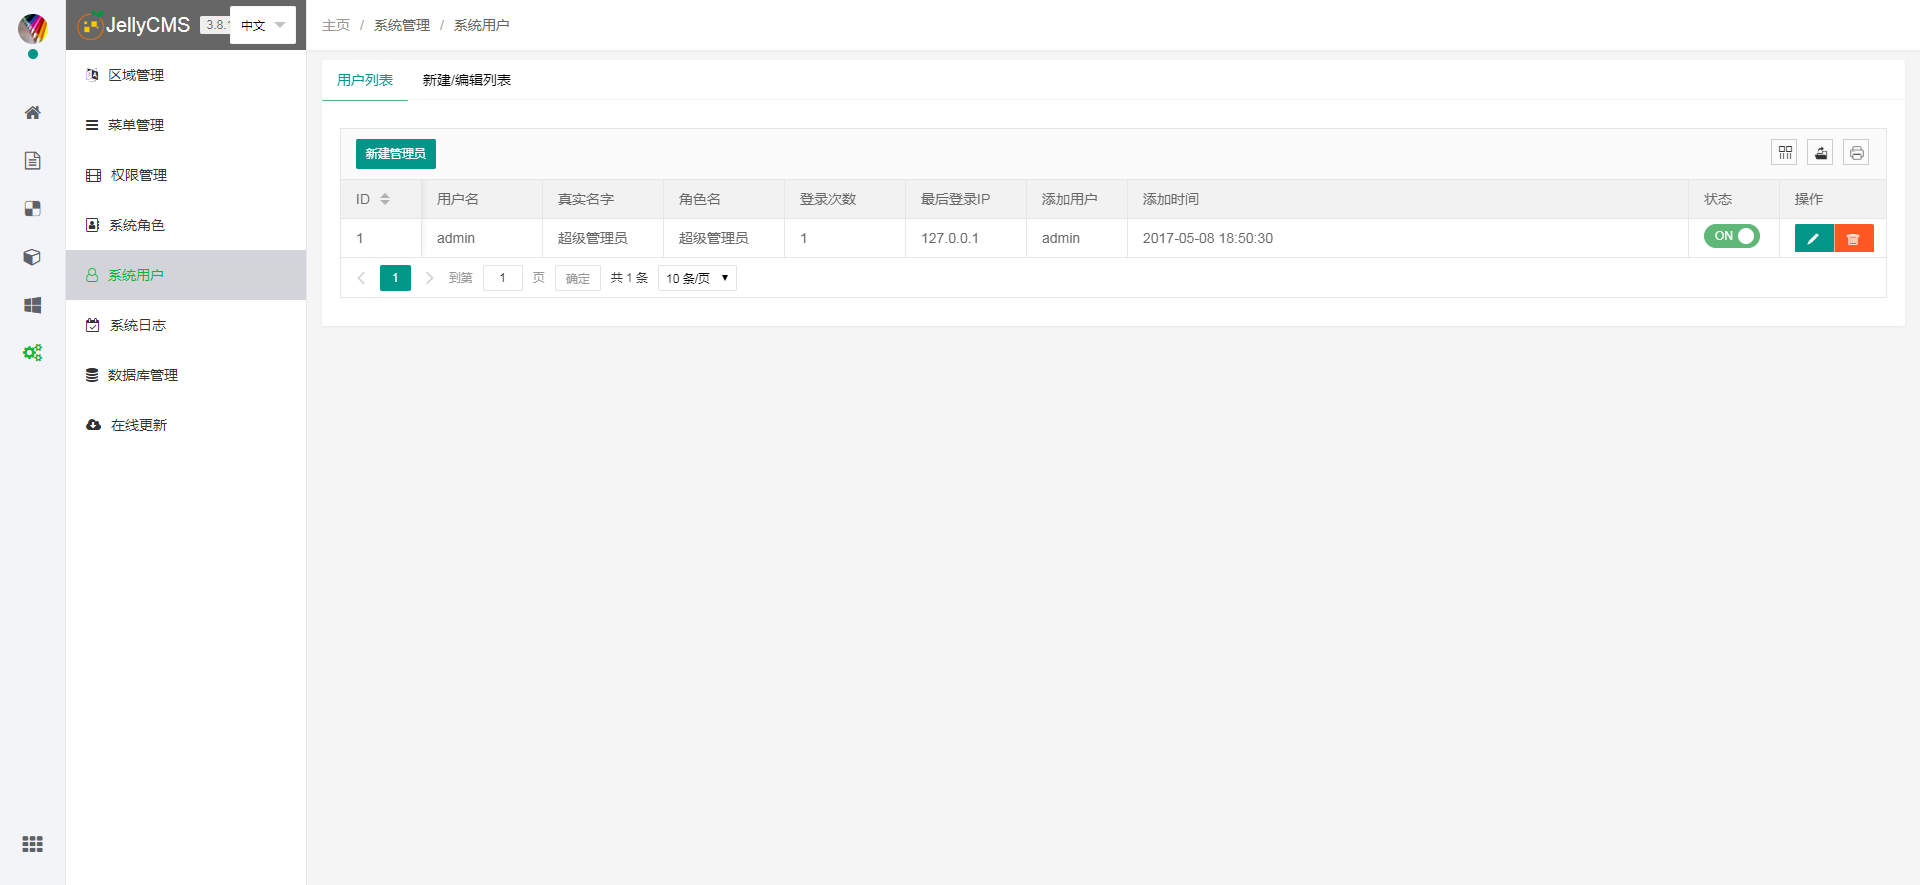 JellyCMS 3.8. 中文
主页 / 系统管理 / 系统用户
区域管理
菜单管理
权限管理
系统角色
系统用户
系统日志
数据库管理
在线更新
用户列表 新建/编辑列表
新建管理员
ID 用户名 真实名字 角色名 登录次数 最后登录IP 添加用户 添加时间 状态 操作
1 admin 超级管理员 超级管理员 1 127.0.0.1 admin 2017-05-08 18:50:30 ON
1 到第 1 页 确定 共 1 条 10 条/页